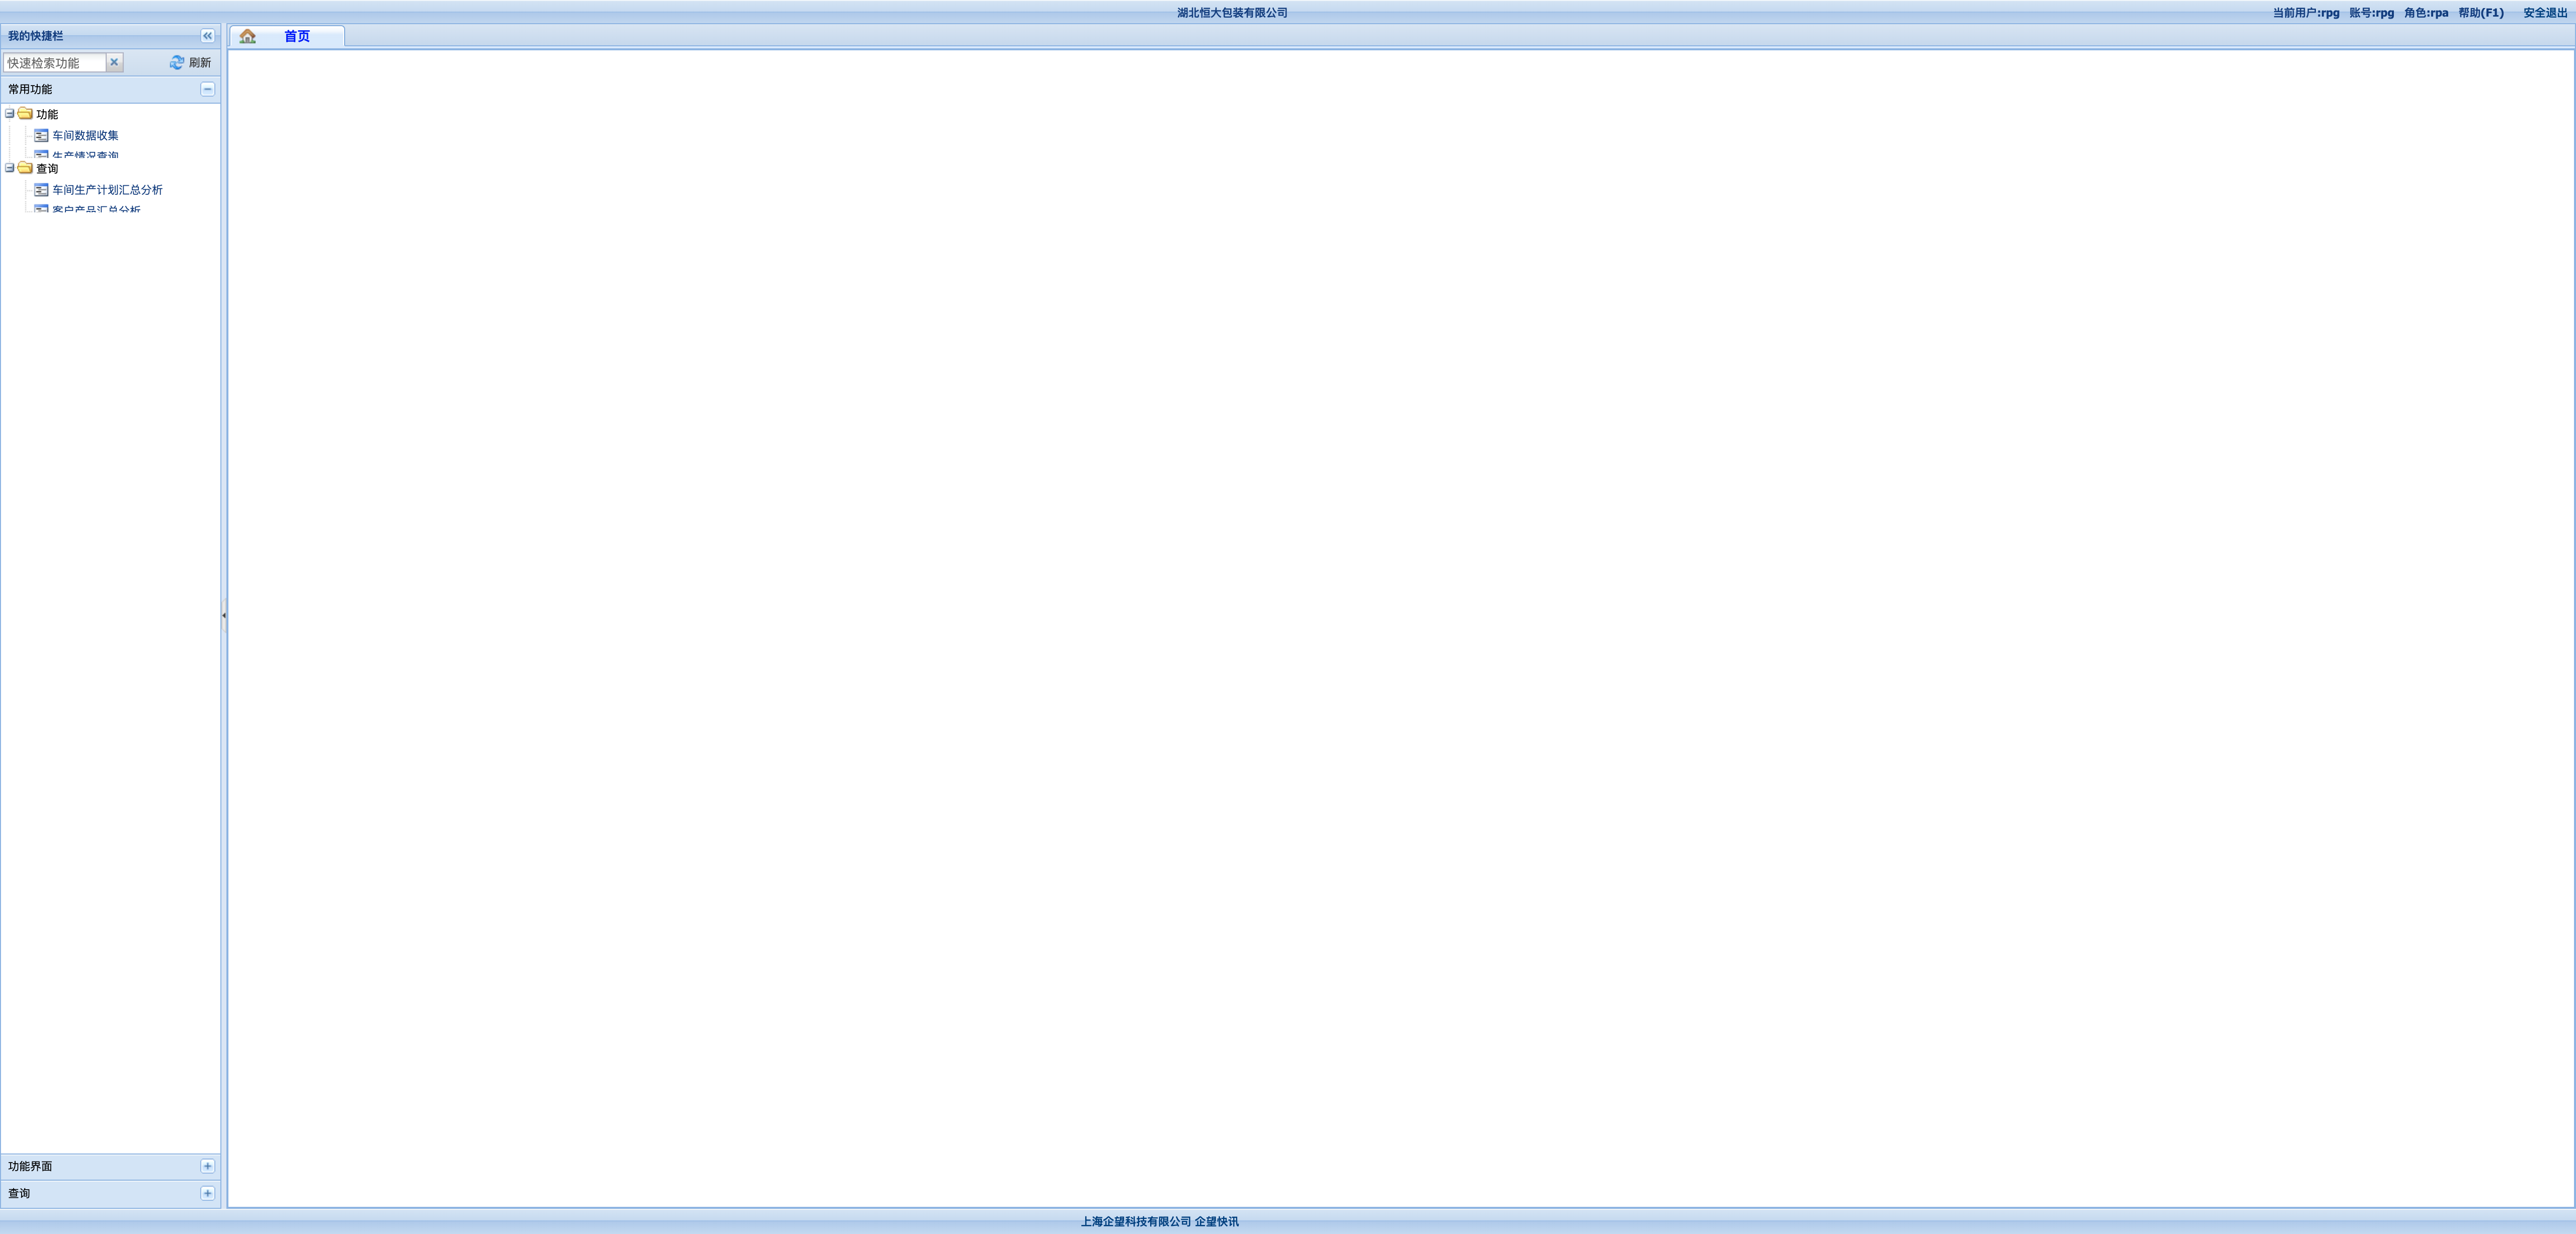 湖北恒大包装有限公司
当前用户:rpg 账号:rpg 角色:rpa 帮助(F1) 安全退出
我的快捷栏
首页
快速检索功能
刷新
常用功能
功能
车间数据收集
生产情况查询
查询
车间生产计划汇总分析
客户产品汇总分析
功能界面
查询
上海企望科技有限公司 企望快讯